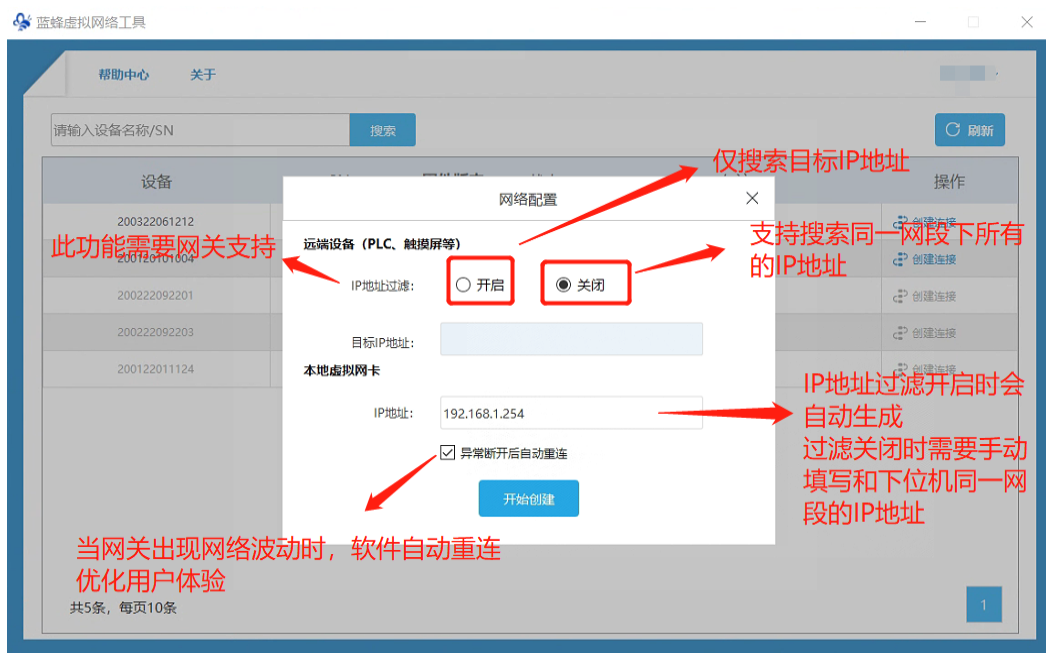 蓝蜂虚拟网络工具
帮助中心 关于
请输入设备名称/SN 搜索 刷新
仅搜索目标IP地址
设备 操作
网络配置
200322061212 创建连接
远端设备（PLC、触摸屏等）
支持搜索同一网段下所有
的IP地址
此功能需要网关支持
200120101004 创建连接
IP地址过滤： 开启 关闭
200222092201 创建连接
200222092203 创建连接
目标IP地址：
200122011124 创建连接
本地虚拟网卡
IP地址： 192.168.1.254
IP地址过滤开启时会
自动生成
过滤关闭时需要手动
填写和下位机同一网
段的IP地址
异常断开后自动重连
开始创建
当网关出现网络波动时，软件自动重连
优化用户体验
共5条，每页10条 1